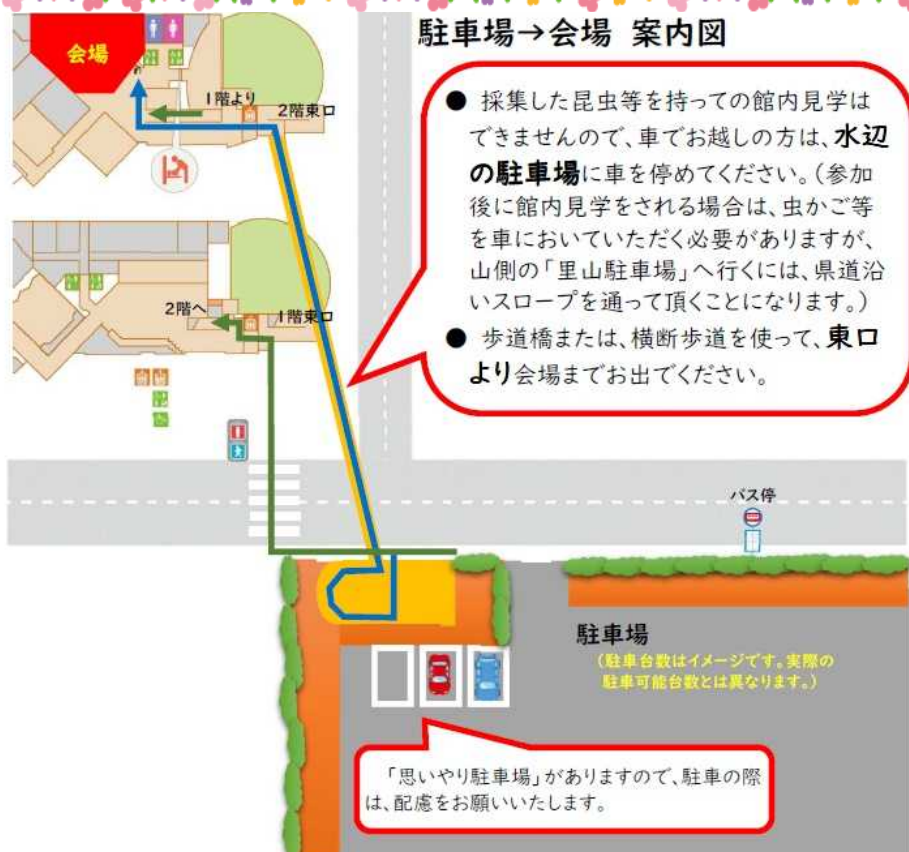 駐車場→会場 案内図
会場
1階より
2階東口
● 採集した昆虫等を持っての館内見学は
できませんので、車でお越しの方は、水辺
の駐車場に車を停めてください。(参加
後に館内見学をされる場合は、虫かご等
を車においていただく必要がありますが、
山側の「里山駐車場」へ行くには、県道沿
いスロープを通って頂くことになります。)
● 歩道橋または、横断歩道を使って、東口
より会場までお出でください。
2階へ
1階東口
バス停
駐車場
(駐車台数はイメージです。実際の
駐車可能台数とは異なります。)
「思いやり駐車場」がありますので、駐車の際
は、配慮をお願いいたします。